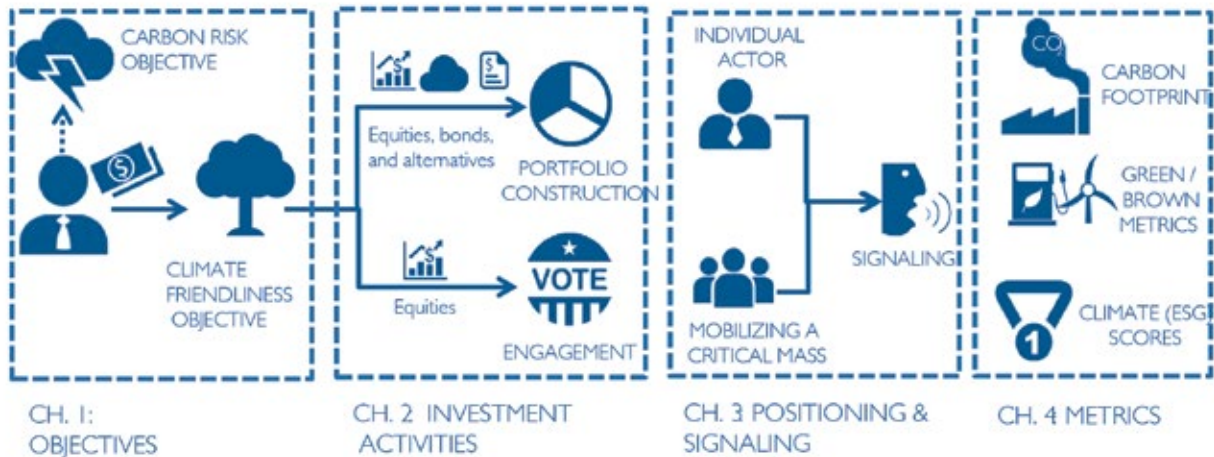 CARBON RISK
OBJECTIVE
CLIMATE
FRIENDLINESS
OBJECTIVE
CH. 1:
OBJECTIVES
Equities, bonds,
and alternatives
PORTFOLIO
CONSTRUCTION
Equities
VOTE
ENGAGEMENT
CH. 2 INVESTMENT
ACTIVITIES
INDIVIDUAL
ACTOR
MOBILIZING A
CRITICAL MASS
SIGNALING
CH. 3 POSITIONING &
SIGNALING
CO2
CARBON
FOOTPRINT
GREEN /
BROWN
METRICS
1
CLIMATE (ESG
SCORES
CH. 4 METRICS